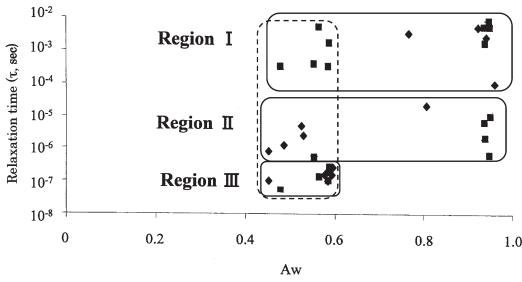 Relaxation time (τ, sec)
10⁻²
10⁻³
10⁻⁴
10⁻⁵
10⁻⁶
10⁻⁷
10⁻⁸
Region Ⅰ
Region Ⅱ
Region Ⅲ
0
0.2
0.4
0.6
0.8
1.0
Aw